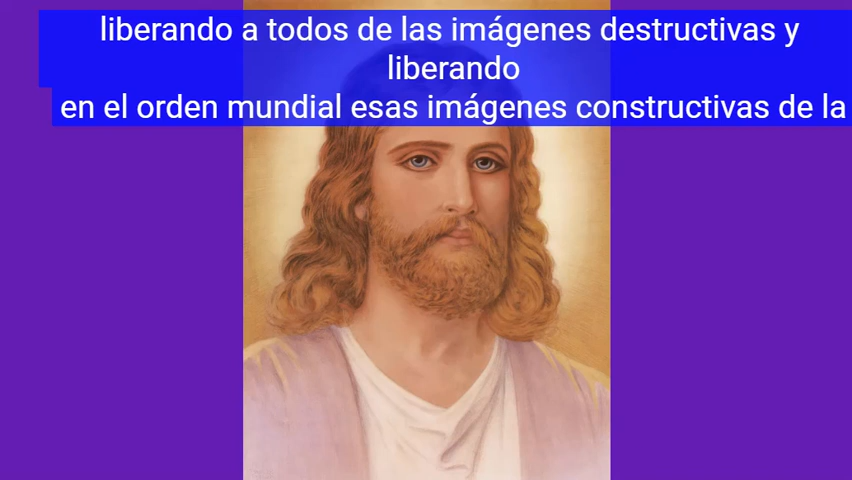 liberando a todos de las imágenes destructivas y
liberando
en el orden mundial esas imágenes constructivas de la